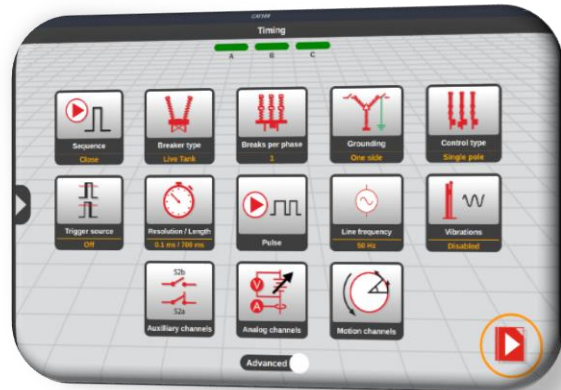 Timing
A B C
Sequence
Close
Breaker type
Live Tank
Breaks per phase
1
Grounding
One side
Control type
Single pole
Trigger source
Off
Resolution / Length
0.1 ms / 700 ms
Pulse
Line frequency
50 Hz
Vibrations
Disabled
S2b
S2a
Auxilliary channels
V
A
Analog channels
Motion channels
Advanced